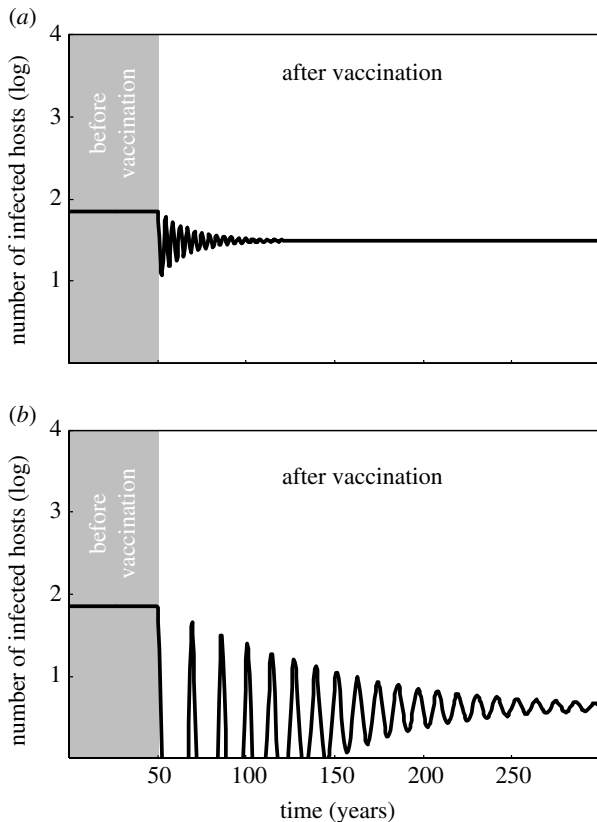 (a)
4
3
2
1
number of infected hosts (log)
before
vaccination
after vaccination
(b)
4
3
2
1
number of infected hosts (log)
before
vaccination
after vaccination
50 100 150 200 250
time (years)